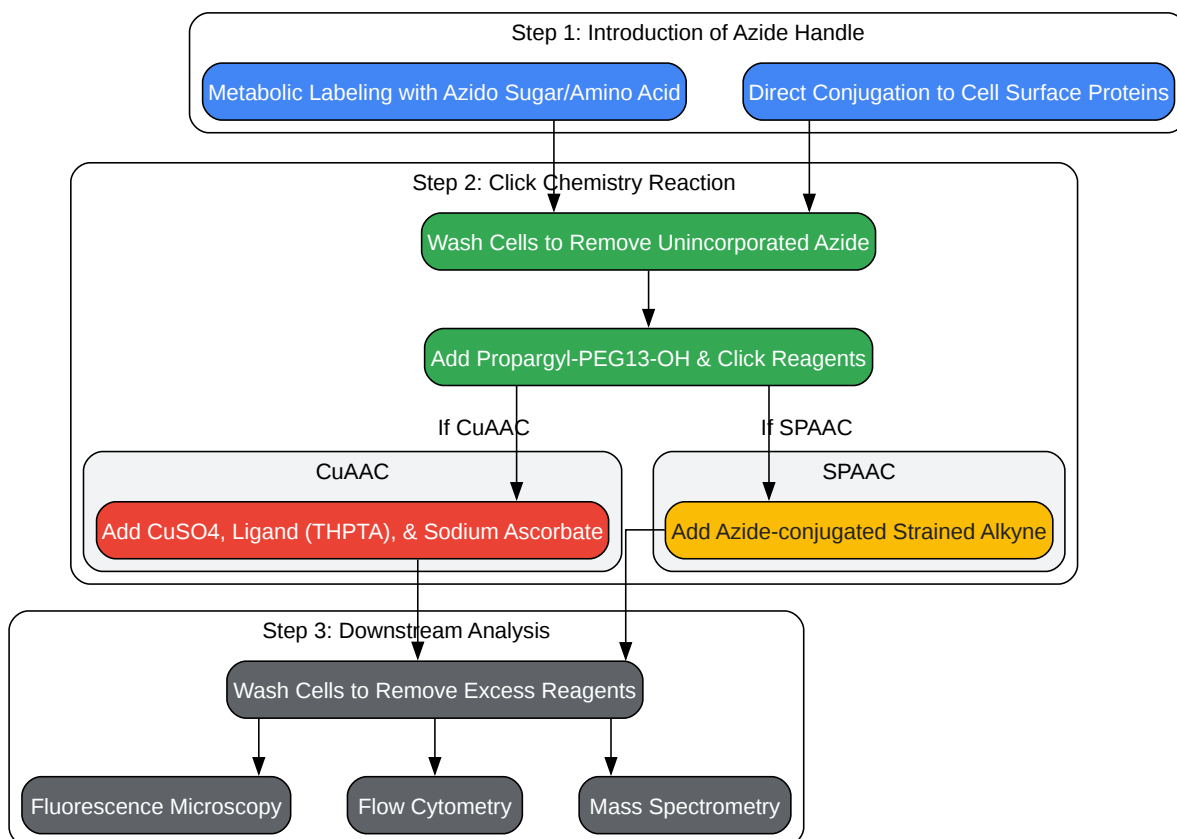 Step 1: Introduction of Azide Handle
Metabolic Labeling with Azido Sugar/Amino Acid
Direct Conjugation to Cell Surface Proteins
Step 2: Click Chemistry Reaction
Wash Cells to Remove Unincorporated Azide
Add Propargyl-PEG13-OH & Click Reagents
If CuAAC
If SPAAC
CuAAC
SPAAC
Add CuSO4, Ligand (THPTA), & Sodium Ascorbate
Add Azide-conjugated Strained Alkyne
Step 3: Downstream Analysis
Wash Cells to Remove Excess Reagents
Fluorescence Microscopy
Flow Cytometry
Mass Spectrometry